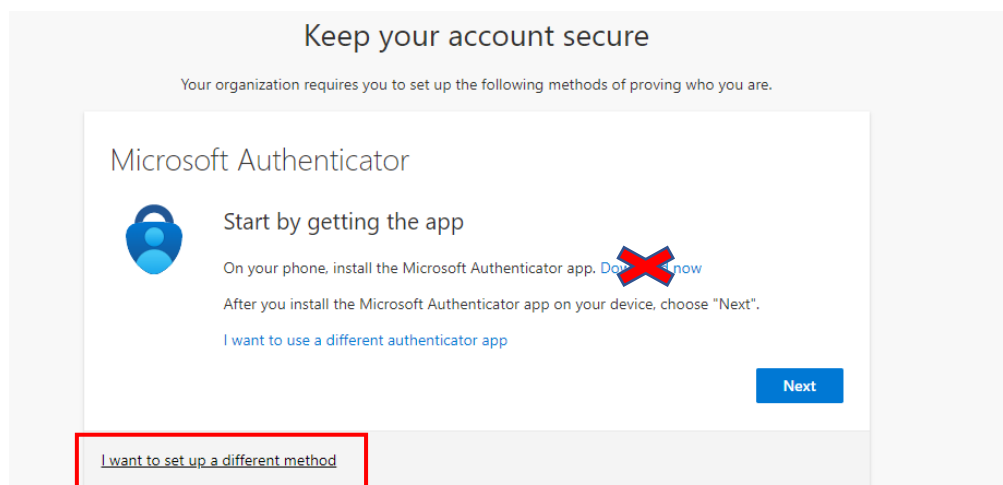 Keep your account secure
Your organization requires you to set up the following methods of proving who you are.
Microsoft Authenticator
Start by getting the app
On your phone, install the Microsoft Authenticator app. now
After you install the Microsoft Authenticator app on your device, choose "Next".
I want to use a different authenticator app
Next
I want to set up a different method